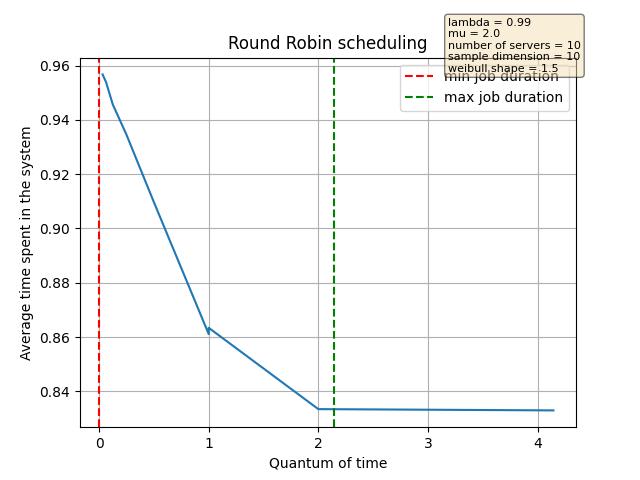 Round Robin scheduling
lambda = 0.99
mu = 2.0
number of servers = 10
sample dimension = 10
weibull shape = 1.5
min job duration
max job duration
0.96
0.94
0.92
0.90
0.88
0.86
0.84
Average time spent in the system
0 1 2 3 4
Quantum of time